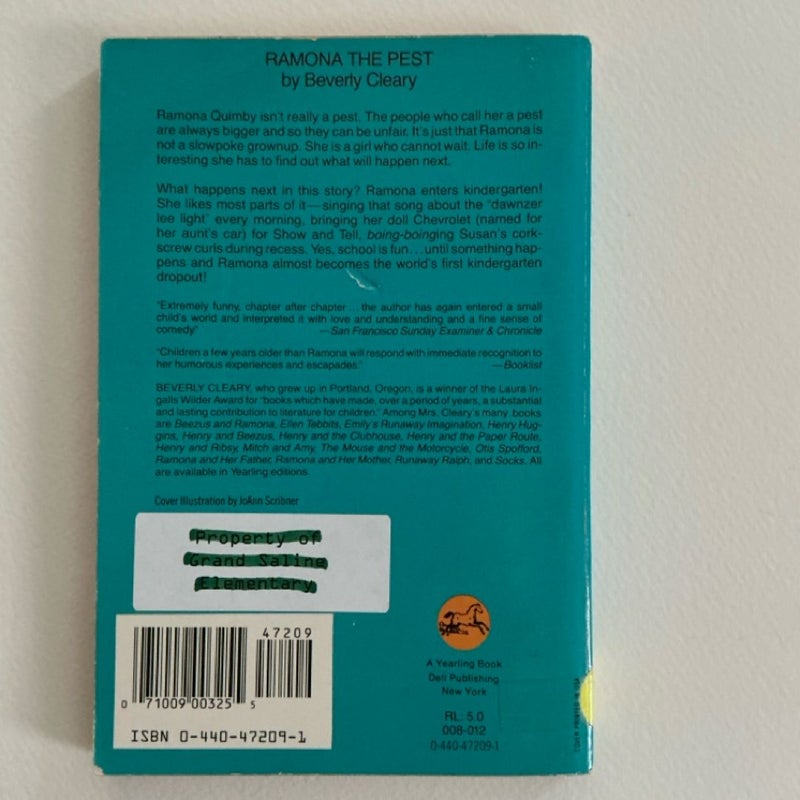 RAMONA THE PEST
by Beverly Cleary
Ramona Quimby isn't really a pest. The people who call her a pest
are always bigger and so they can be unfair. It's just that Ramona is
not a slowpoke grownup. She is a girl who cannot wait. Life is so in-
teresting she has to find out what will happen next.
What happens next in this story? Ramona enters kindergarten!
She likes most parts of it—singing that song about the "dawnzer
lee light" every morning, bringing her doll Chevrolet (named for
her aunt's car) for Show and Tell, boing-boinging Susan's cork-
screw curls during recess. Yes, school is fun...until something hap-
pens and Ramona almost becomes the world's first kindergarten
dropout!
"Extremely funny, chapter after chapter...the author has again entered a small
child's world and interpreted it with love and understanding and a fine sense of
comedy" —San Francisco Sunday Examiner & Chronicle
"Children a few years older than Ramona will respond with immediate recognition to
her humorous experiences and escapades." —Booklist
BEVERLY CLEARY, who grew up in Portland, Oregon, is a winner of the Laura In-
galls Wilder Award for "books which have made, over a period of years, a substantial
and lasting contribution to literature for children." Among Mrs. Cleary's many books
are Beezus and Ramona, Ellen Tebbits, Emily's Runaway Imagination, Henry Hug-
gins, Henry and Beezus, Henry and the Clubhouse, Henry and the Paper Route,
Henry and Ribsy, Mitch and Amy, The Mouse and the Motorcycle, Otis Spofford,
Ramona and Her Father, Ramona and Her Mother, Runaway Ralph, and Socks. All
are available in Yearling editions.
Cover Illustration by JoAnn Scribner
Property of
Grand Saline
Elementary
47209
0 71009 00325 5
ISBN 0-440-47209-1
A Yearling Book
Dell Publishing
New York
RL: 5.0
008-012
0-440-47209-1